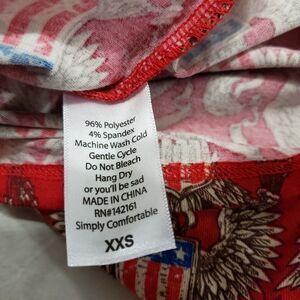 96% Polyester
4% Spandex
Machine Wash Cold
Gentle Cycle
Do Not Bleach
Hang Dry
or you'll be sad
MADE IN CHINA
RN#142161
Simply Comfortable
XXS